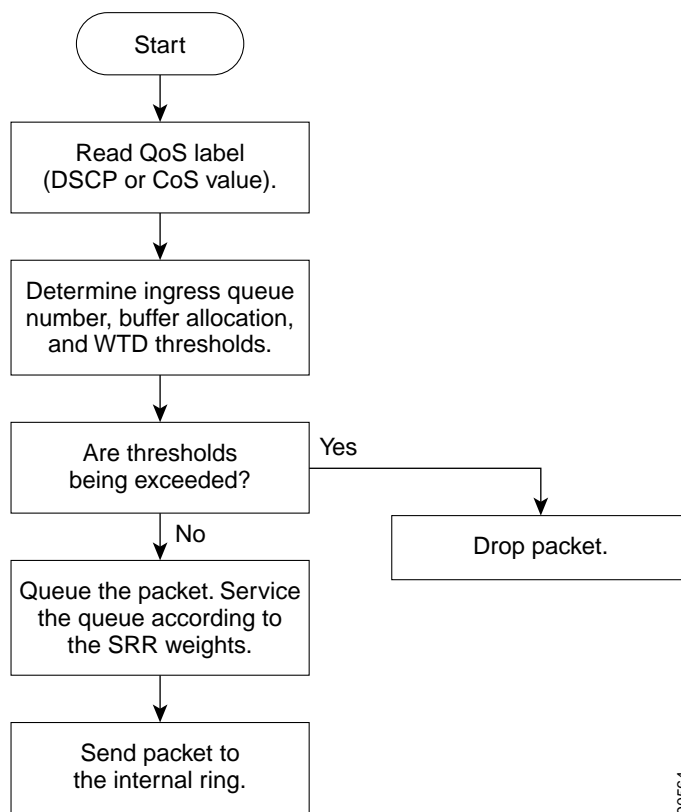 Start
Read QoS label
(DSCP or CoS value).
Determine ingress queue
number, buffer allocation,
and WTD thresholds.
Are thresholds
being exceeded?
Yes
No
Drop packet.
Queue the packet. Service
the queue according to
the SRR weights.
Send packet to
the internal ring.